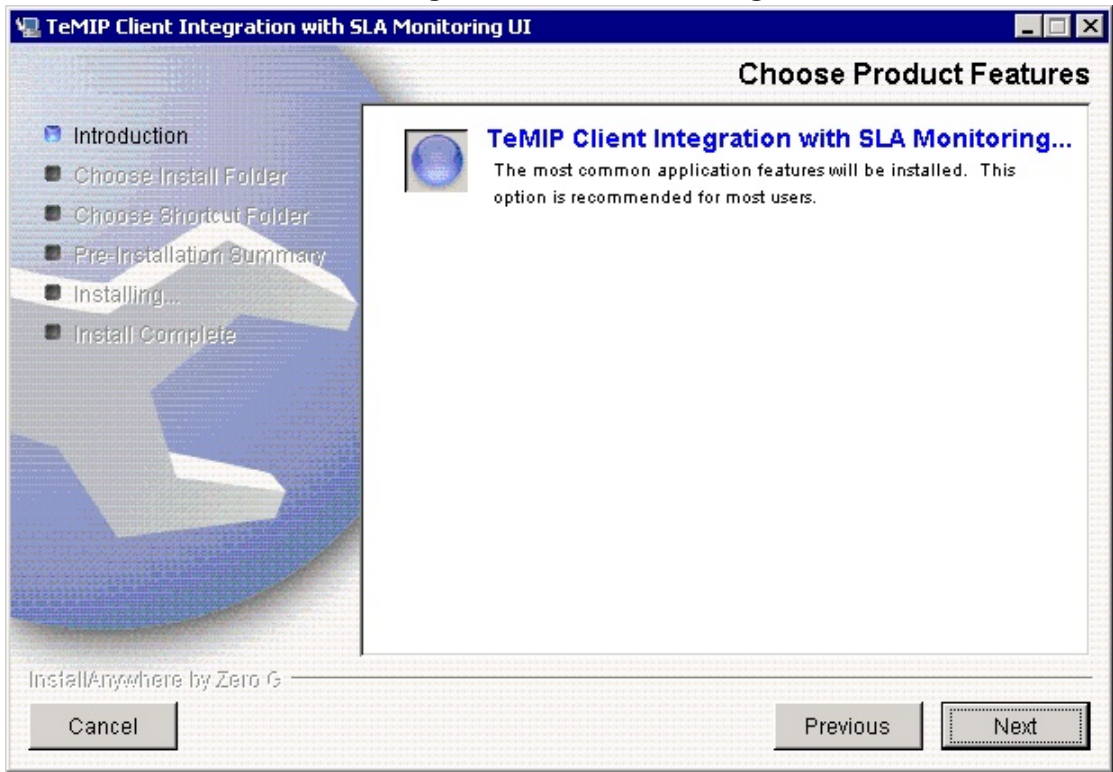 TeMIP Client Integration with SLA Monitoring UI
Choose Product Features
Introduction
Choose Install Folder
Choose Shortcut Folder
Pre-Installation Summary
Installing...
Install Complete
TeMIP Client Integration with SLA Monitoring...
The most common application features will be installed. This
option is recommended for most users.
InstallAnywhere by Zero G
Cancel
Previous
Next